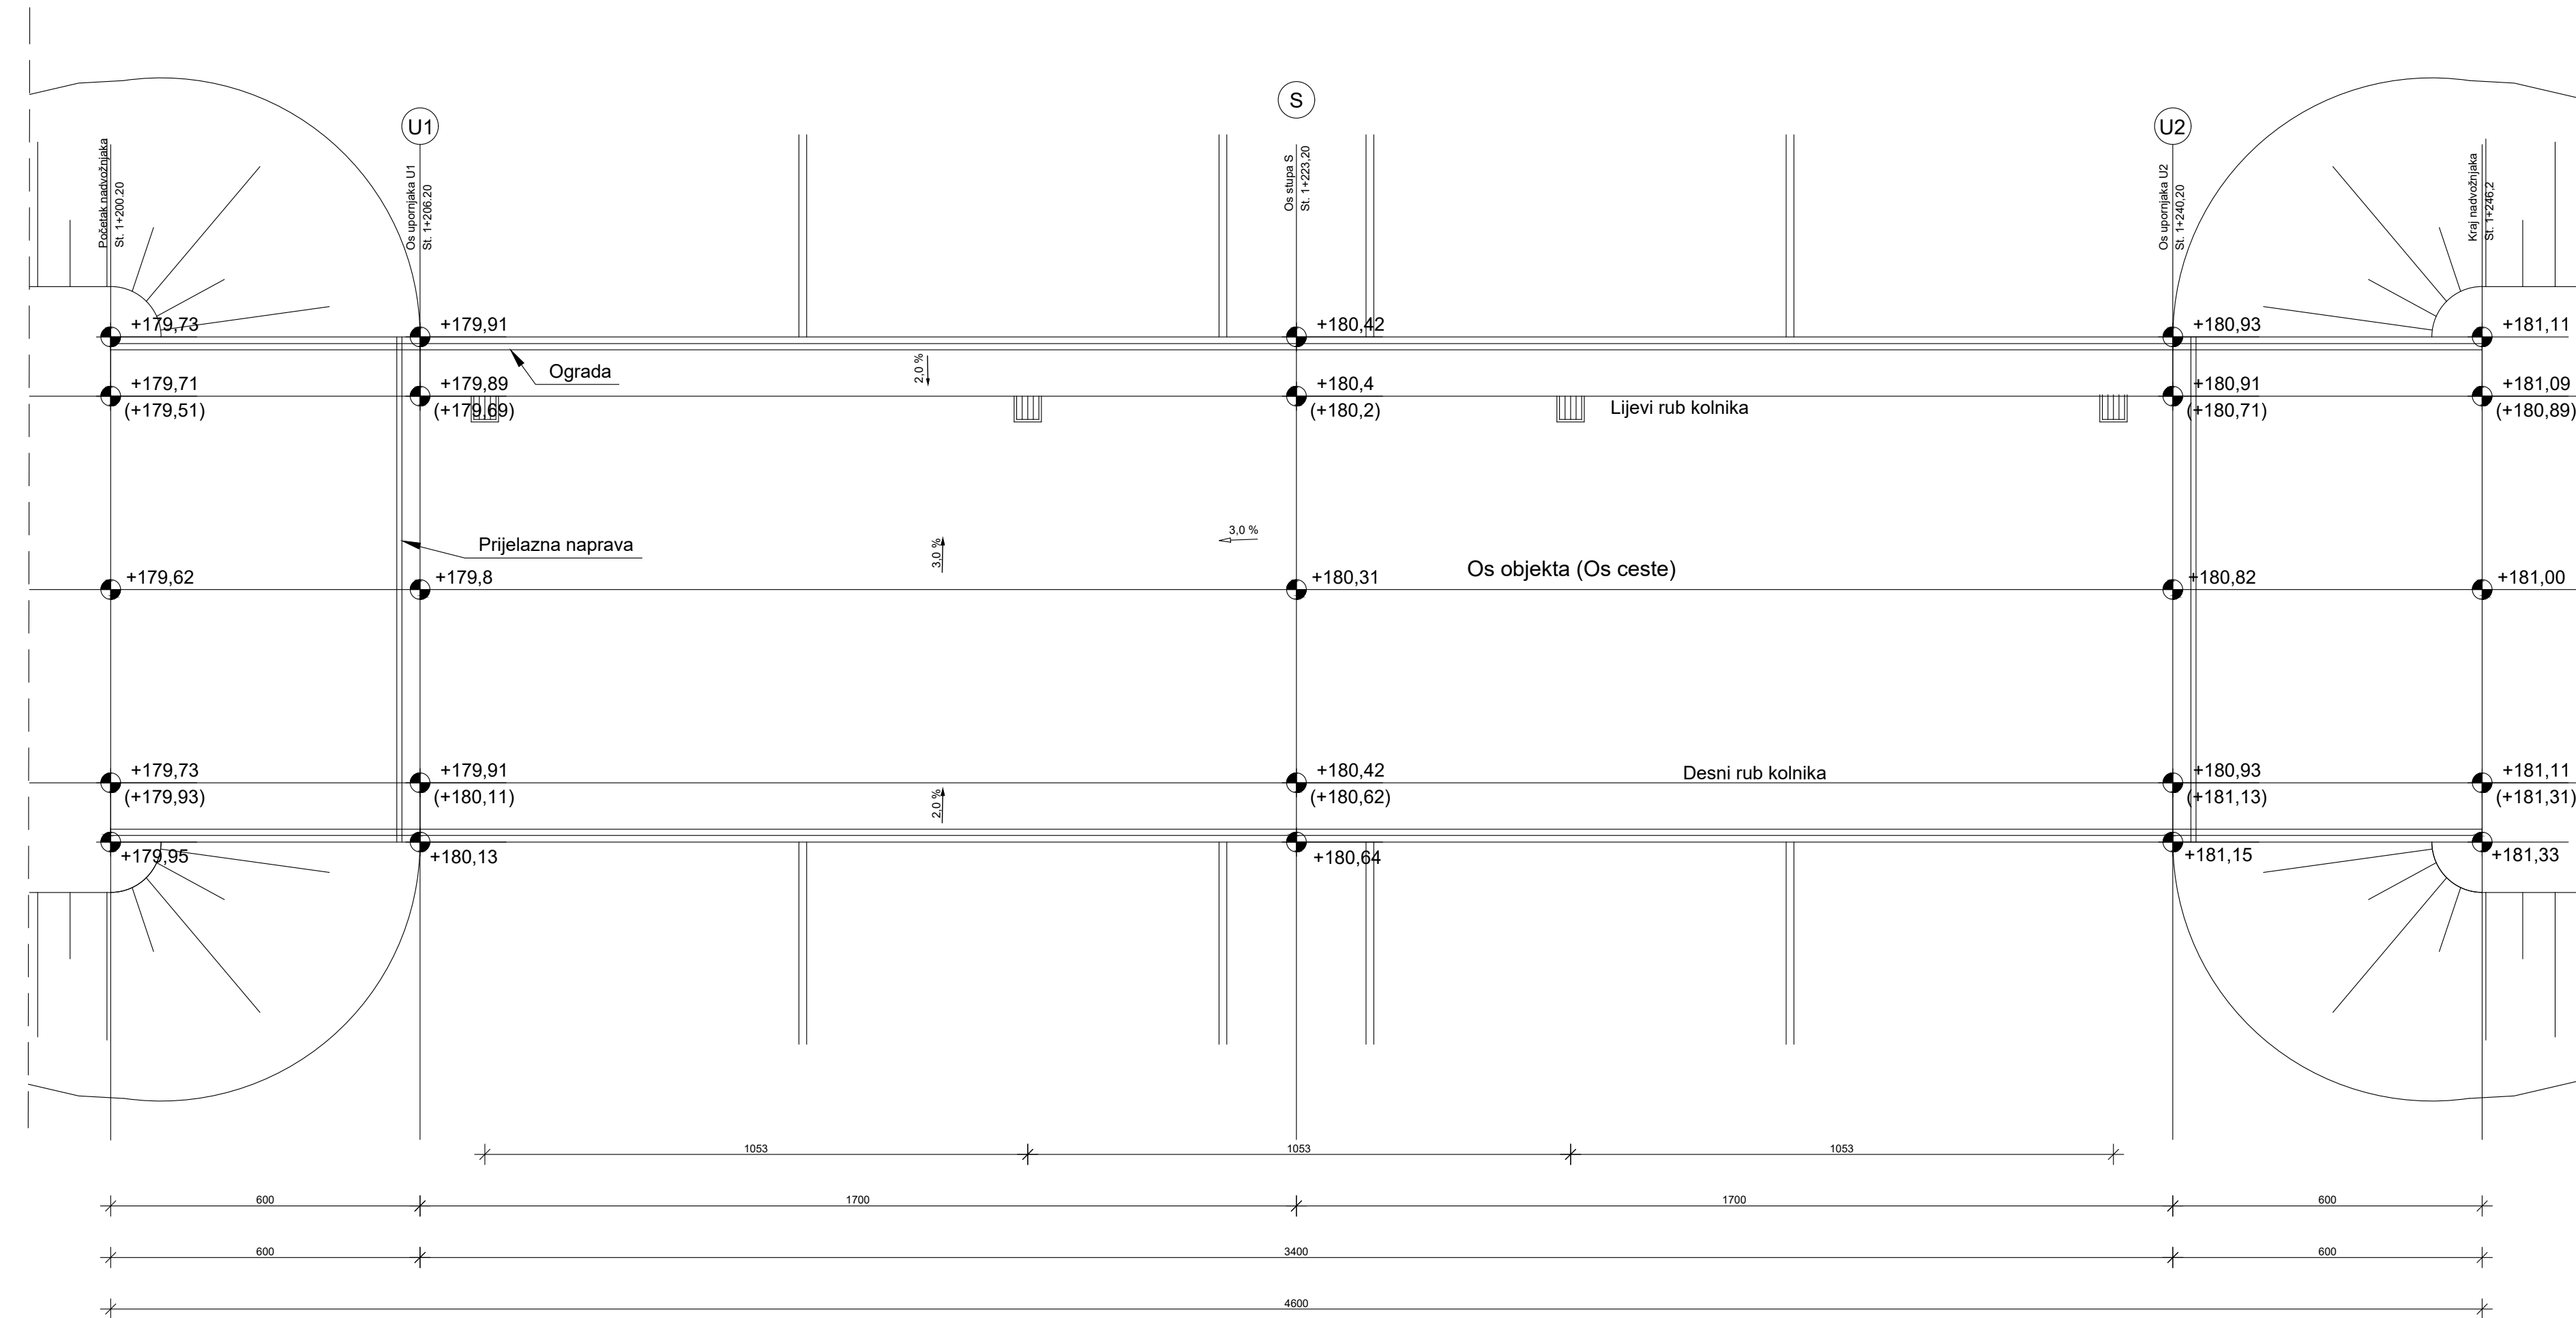 S
U1
U2
Početak nadvožnjaka
St. 1+200.20
Os upornjaka U1
St. 1+206.20
Os stupa S
St. 1+223,20
Os upornjaka U2
St. 1+240,20
Kraj nadvožnjaka
St. 1+246,2
+179,73
+179,91
+180,42
+180,93
+181,11
Ograda
2,0 %
+179,71
(+179,51)
+179,89
(+179,69)
+180,4
(+180,2)
Lijevi rub kolnika
+180,91
(+180,71)
+181,09
(+180,89)
Prijelazna naprava
3,0 %
3,0 %
Os objekta (Os ceste)
+179,62
+179,8
+180,31
+180,82
+181,00
+179,73
(+179,93)
+179,91
(+180,11)
+180,42
(+180,62)
Desni rub kolnika
+180,93
(+181,13)
+181,11
(+181,31)
2,0 %
+179,95
+180,13
+180,64
+181,15
+181,33
1053
1053
1053
600
1700
1700
600
600
3400
600
4600